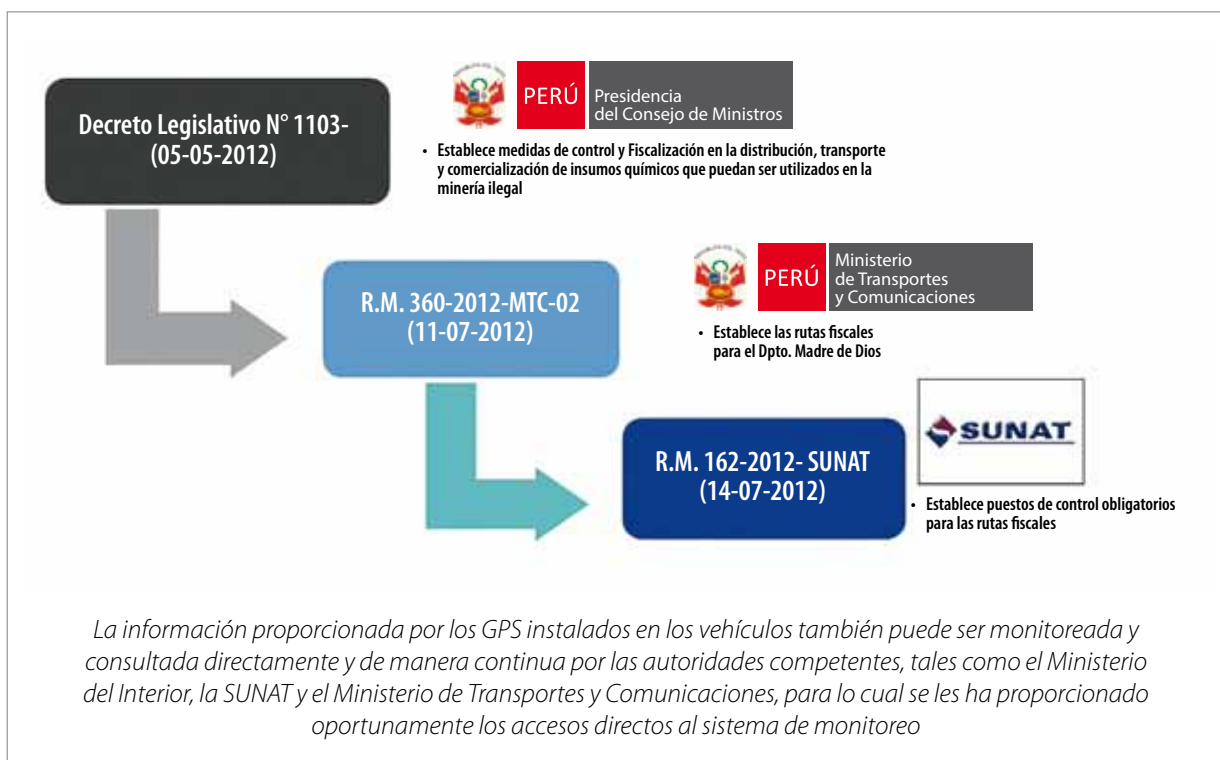 Decreto Legislativo N° 1103-
(05-05-2012)
PERÚ
Presidencia
del Consejo de Ministros
• Establece medidas de control y Fiscalización en la distribución, transporte
y comercialización de insumos químicos que puedan ser utilizados en la
minería ilegal
R.M. 360-2012-MTC-02
(11-07-2012)
PERÚ
Ministerio
de Transportes
y Comunicaciones
• Establece las rutas fiscales
para el Dpto. Madre de Dios
R.M. 162-2012- SUNAT
(14-07-2012)
SUNAT
• Establece puestos de control obligatorios
para las rutas fiscales
La información proporcionada por los GPS instalados en los vehículos también puede ser monitoreada y
consultada directamente y de manera continua por las autoridades competentes, tales como el Ministerio
del Interior, la SUNAT y el Ministerio de Transportes y Comunicaciones, para lo cual se les ha proporcionado
oportunamente los accesos directos al sistema de monitoreo